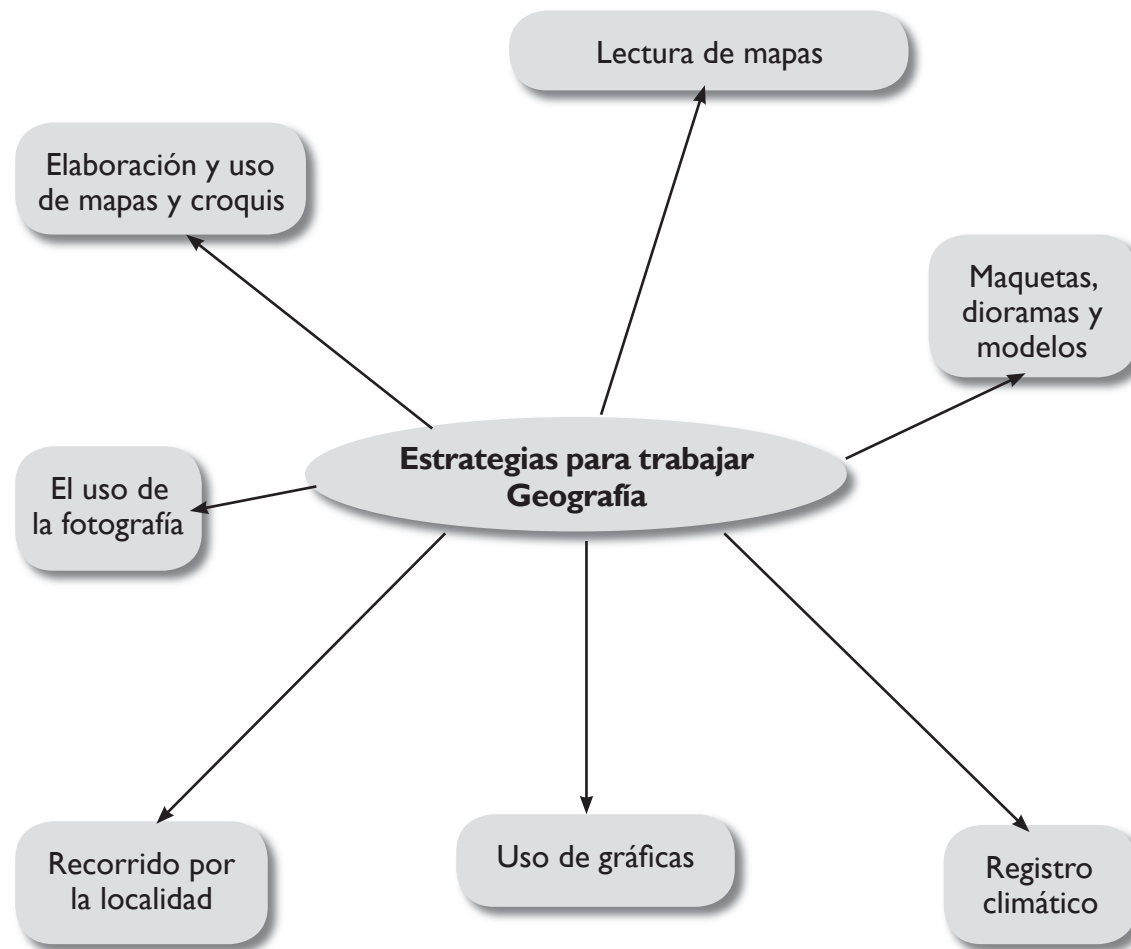 Lectura de mapas
Elaboración y uso
de mapas y croquis
Maquetas,
dioramas y
modelos
Estrategias para trabajar
Geografía
El uso de
la fotografía
Recorrido por
la localidad
Uso de gráficas
Registro
climático